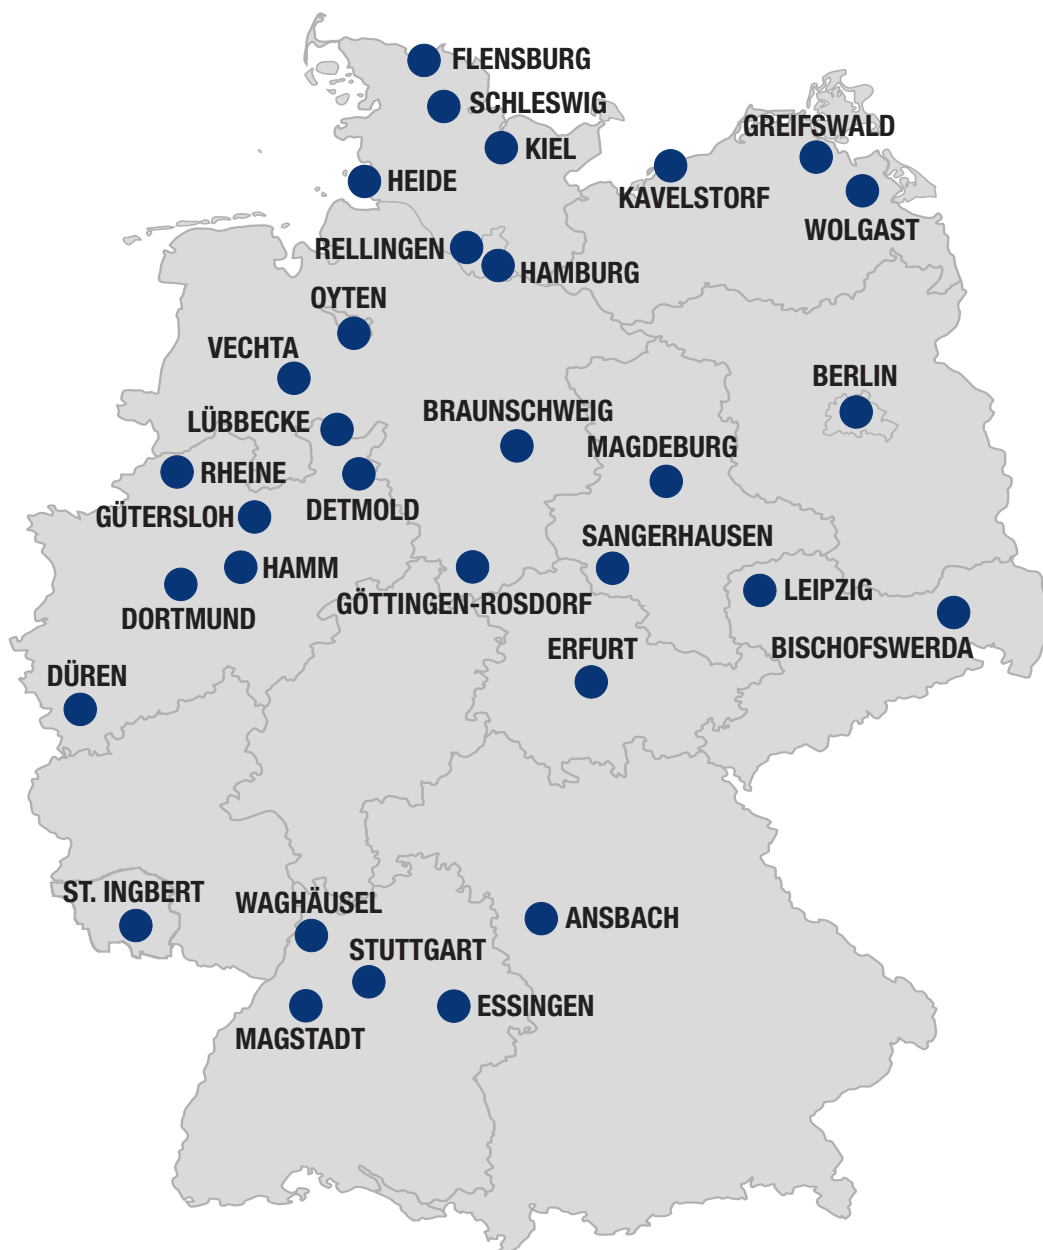 FLENSBURG
SCHLESWIG
GREIFSWALD
KIEL
HEIDE
KAVELSTORF
WOLGAST
RELLINGEN
HAMBURG
OYTEN
VECHTA
BERLIN
BRAUNSCHWEIG
LÜBBECKE
MAGDEBURG
RHEINE
DETMOLD
GÜTERSLOH
SANGERHAUSEN
HAMM
LEIPZIG
GÖTTINGEN-ROSDORF
DORTMUND
ERFURT
BISCHOFSWERDA
DÜREN
ST. INGBERT
WAGHÄUSEL
ANSBACH
STUTTGART
ESSINGEN
MAGSTADT